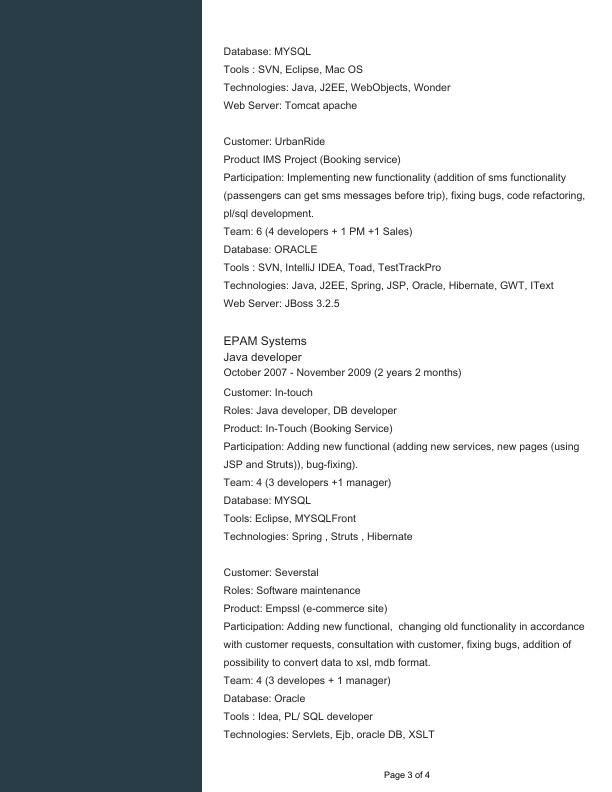 Database: MYSQL
Tools : SVN, Eclipse, Mac OS
Technologies: Java, J2EE, WebObjects, Wonder
Web Server: Tomcat apache
Customer: UrbanRide
Product IMS Project (Booking service)
Participation: Implementing new functionality (addition of sms functionality
(passengers can get sms messages before trip), fixing bugs, code refactoring,
pl/sql development.
Team: 6 (4 developers + 1 PM +1 Sales)
Database: ORACLE
Tools : SVN, IntelliJ IDEA, Toad, TestTrackPro
Technologies: Java, J2EE, Spring, JSP, Oracle, Hibernate, GWT, IText
Web Server: JBoss 3.2.5
EPAM Systems
Java developer
October 2007 - November 2009 (2 years 2 months)
Customer: In-touch
Roles: Java developer, DB developer
Product: In-Touch (Booking Service)
Participation: Adding new functional (adding new services, new pages (using
JSP and Struts)), bug-fixing).
Team: 4 (3 developers +1 manager)
Database: MYSQL
Tools: Eclipse, MYSQLFront
Technologies: Spring , Struts , Hibernate
Customer: Severstal
Roles: Software maintenance
Product: Empssl (e-commerce site)
Participation: Adding new functional,  changing old functionality in accordance
with customer requests, consultation with customer, fixing bugs, addition of
possibility to convert data to xsl, mdb format.
Team: 4 (3 developes + 1 manager)
Database: Oracle
Tools : Idea, PL/ SQL developer
Technologies: Servlets, Ejb, oracle DB, XSLT
Page 3 of 4